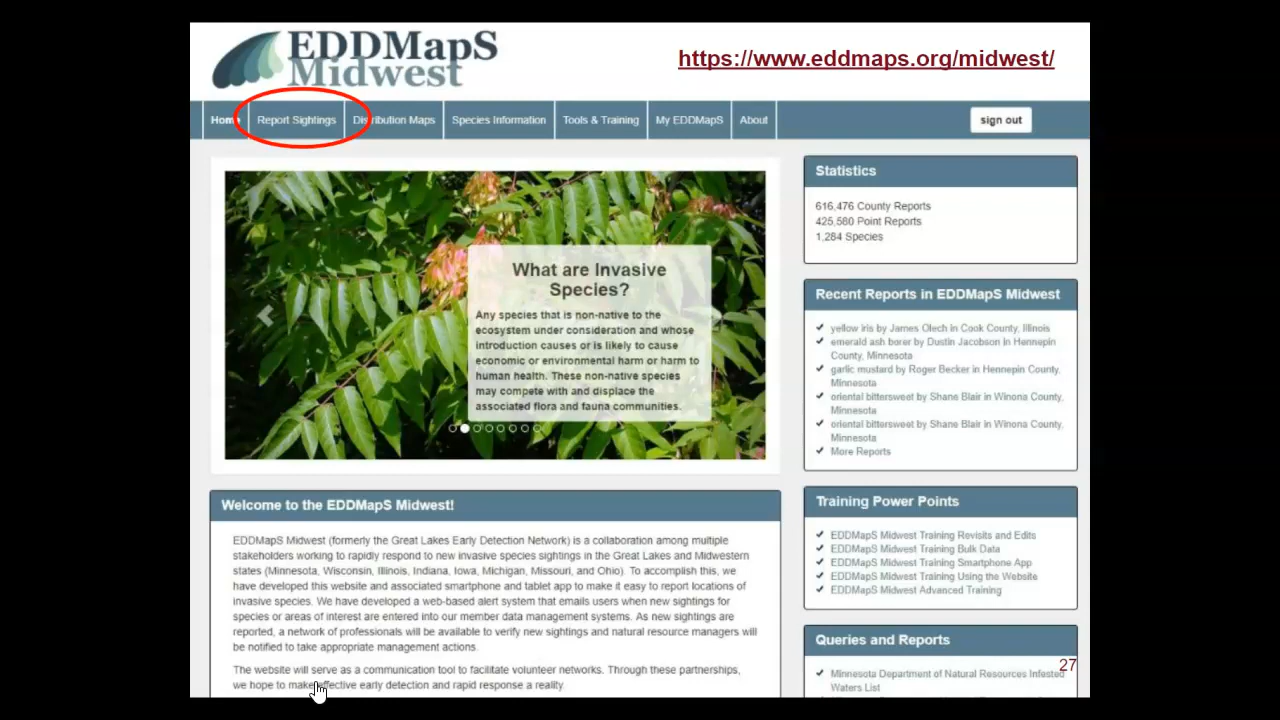 EDDMapS
Midwest
https://www.eddmaps.org/midwest/
Home
Report Sightings
Distribution Maps
Species Information
Tools & Training
My EDDMapS
About
sign out
What are Invasive
Species?
Any species that is non-native to the
ecosystem under consideration and whose
introduction causes or is likely to cause
economic or environmental harm or harm to
human health. These non-native species
may compete with and displace the
associated flora and fauna communities.
Welcome to the EDDMapS Midwest!
EDDMapS Midwest (formerly the Great Lakes Early Detection Network) is a collaboration among multiple
stakeholders working to rapidly respond to new invasive species sightings in the Great Lakes and Midwestern
states (Minnesota, Wisconsin, Illinois, Indiana, Iowa, Michigan, Missouri, and Ohio). To accomplish this, we
have developed this website and associated smartphone and tablet app to make it easy to report locations of
invasive species. We have developed a web-based alert system that emails users when new sightings for
species or areas of interest are entered into our member data management systems. As new sightings are
reported, a network of professionals will be available to verify new sightings and natural resource managers will
be notified to take appropriate management actions.
The website will serve as a communication tool to facilitate volunteer networks. Through these partnerships,
we hope to make effective early detection and rapid response a reality.
Statistics
616,476 County Reports
425,580 Point Reports
1,284 Species
Recent Reports in EDDMapS Midwest
yellow iris by James Olech in Cook County, Illinois
emerald ash borer by Dustin Jacobson in Hennepin
County, Minnesota
garlic mustard by Roger Becker in Hennepin County,
Minnesota
oriental bittersweet by Shane Blair in Winona County,
Minnesota
oriental bittersweet by Shane Blair in Winona County,
Minnesota
More Reports
Training Power Points
EDDMapS Midwest Training Revisits and Edits
EDDMapS Midwest Training Bulk Data
EDDMapS Midwest Training Smartphone App
EDDMapS Midwest Training Using the Website
EDDMapS Midwest Advanced Training
Queries and Reports
Minnesota Department of Natural Resources Infested
Waters List
27